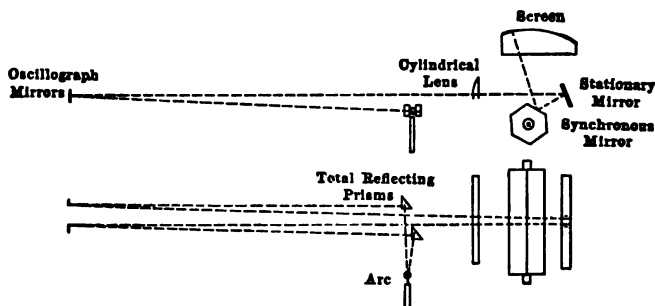 Screen
Oscillograph
Mirrors
Cylindrical
Lens
Stationary
Mirror
Synchronous
Mirror
Total Reflecting
Prisms
Arc